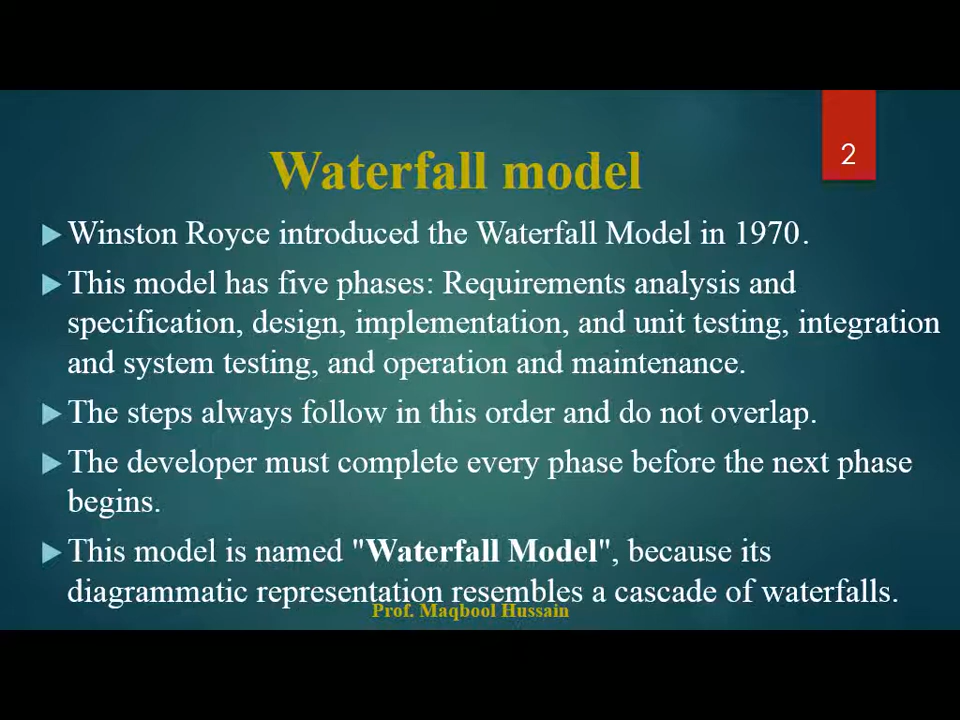 2
Waterfall model
Winston Royce introduced the Waterfall Model in 1970.
This model has five phases: Requirements analysis and
specification, design, implementation, and unit testing, integration
and system testing, and operation and maintenance.
The steps always follow in this order and do not overlap.
The developer must complete every phase before the next phase
begins.
This model is named "Waterfall Model", because its
diagrammatic representation resembles a cascade of waterfalls.
Prof. Maqbool Hussain